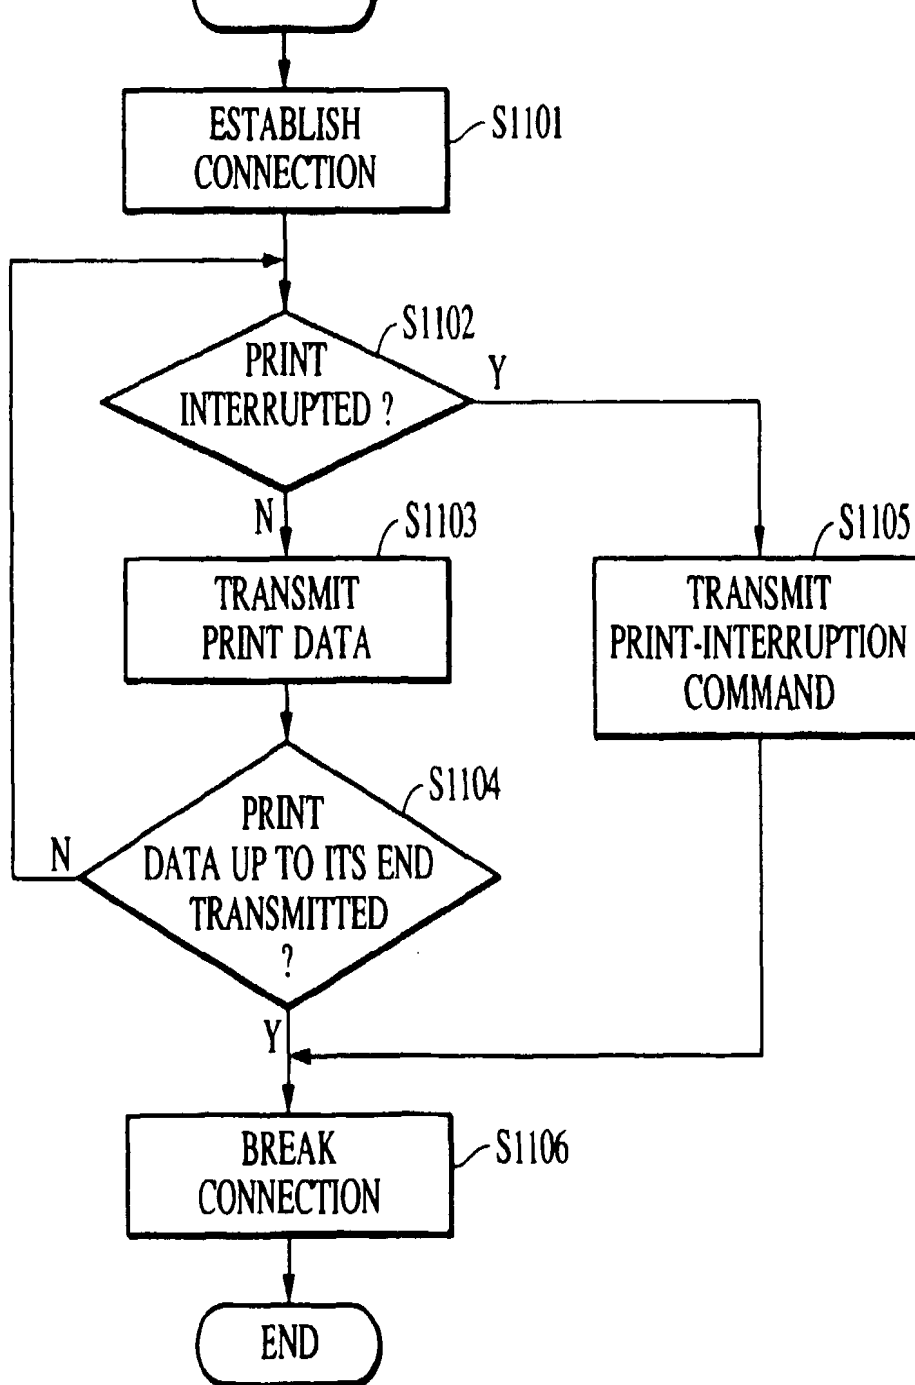 ESTABLISH
CONNECTION
S1101
PRINT
INTERRUPTED ?
S1102
Y
N
TRANSMIT
PRINT DATA
S1103
TRANSMIT
PRINT-INTERRUPTION
COMMAND
S1105
PRINT
DATA UP TO ITS END
TRANSMITTED
?
S1104
N
Y
BREAK
CONNECTION
S1106
END